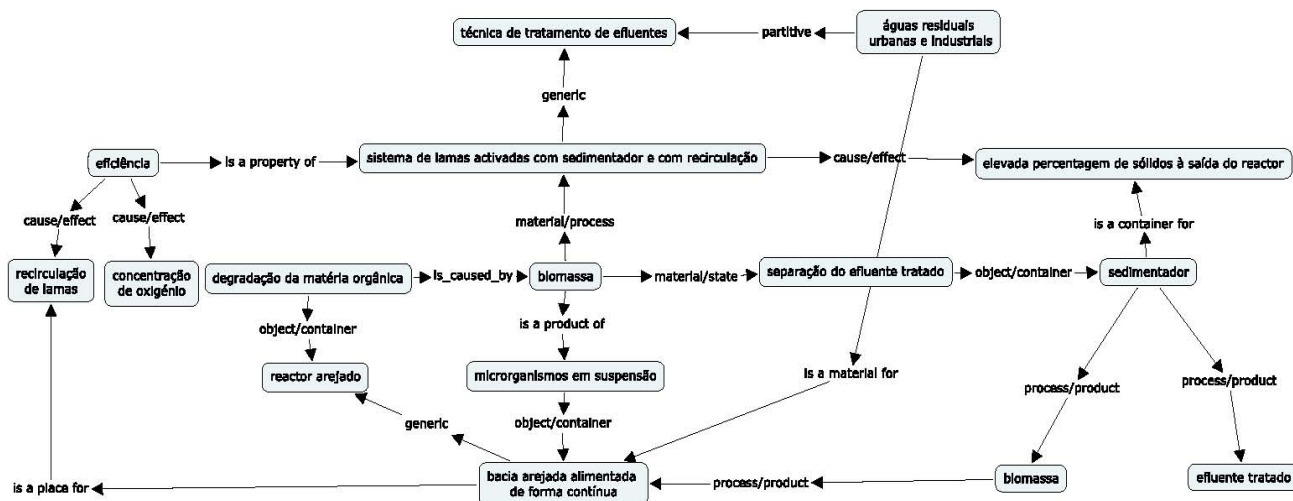 técnica de tratamento de efluentes
partitive
águas residuais
urbanas e industriais
generic
eficiência
is a property of
sistema de lamas activadas com sedimentador e com recirculação
cause/effect
elevada percentagem de sólidos à saída do reactor
cause/effect
cause/effect
material/process
is a container for
recirculação
de lamas
concentração
de oxigénio
degradação da matéria orgânica
is_caused_by
biomassa
material/state
separação do efluente tratado
object/container
sedimentador
object/container
is a product of
reactor arejado
microrganismos em suspensão
is a material for
process/product
process/product
generic
object/container
is a place for
bacia arejada alimentada
de forma contínua
process/product
biomassa
efluente tratado